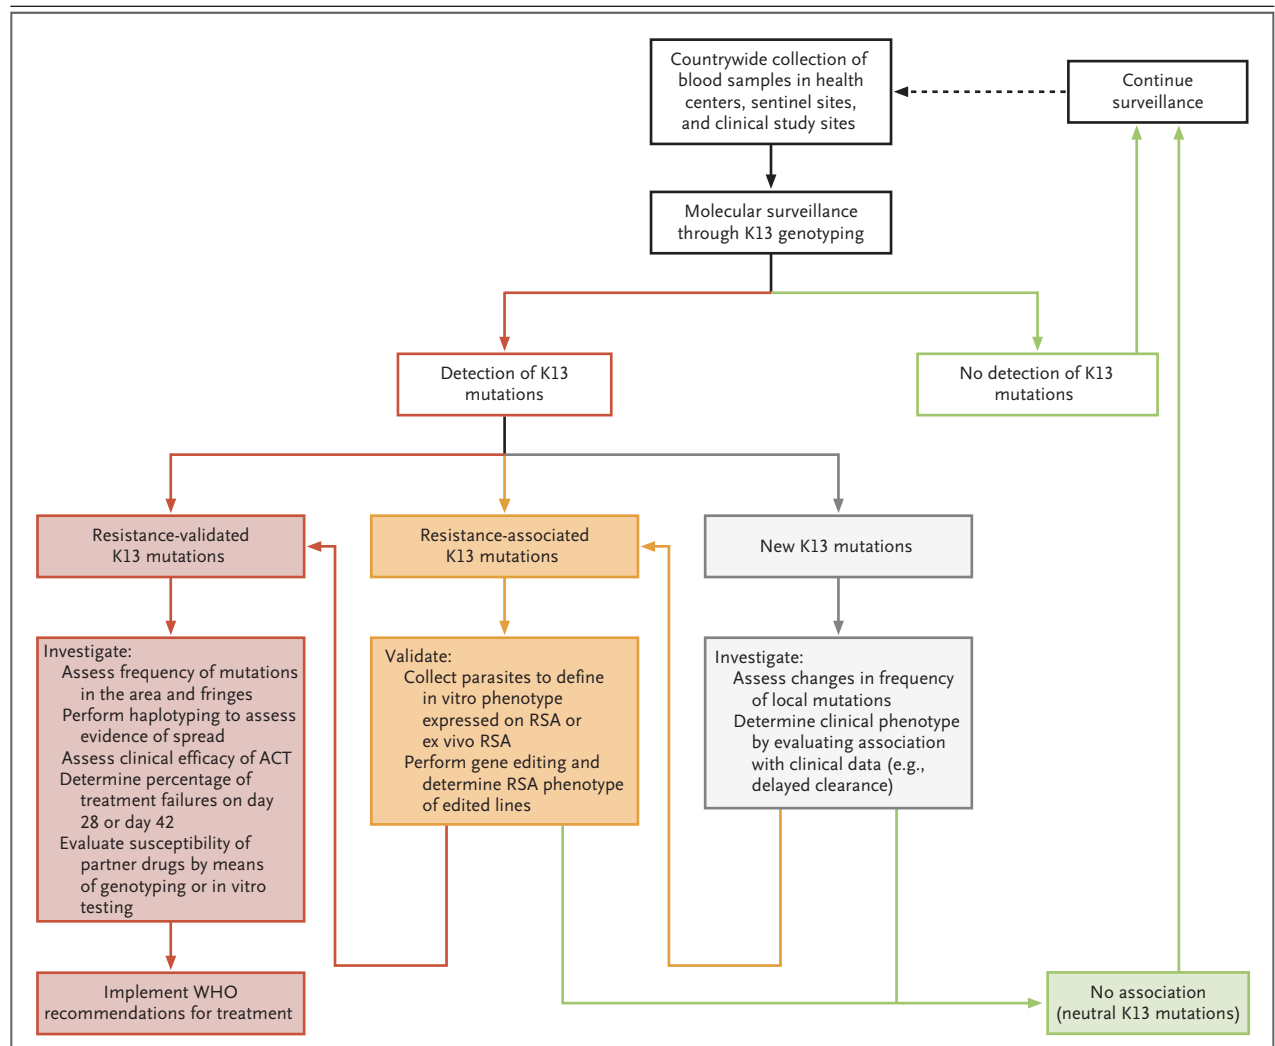 Countrywide collection of
blood samples in health
centers, sentinel sites,
and clinical study sites
Continue
surveillance
Molecular surveillance
through K13 genotyping
Detection of K13
mutations
No detection of K13
mutations
Resistance-validated
K13 mutations
Resistance-associated
K13 mutations
New K13 mutations
Investigate:
Assess frequency of mutations
in the area and fringes
Perform haplotyping to assess
evidence of spread
Assess clinical efficacy of ACT
Determine percentage of
treatment failures on day
28 or day 42
Evaluate susceptibility of
partner drugs by means
of genotyping or in vitro
testing
Validate:
Collect parasites to define
in vitro phenotype
expressed on RSA or
ex vivo RSA
Perform gene editing and
determine RSA phenotype
of edited lines
Investigate:
Assess changes in frequency
of local mutations
Determine clinical phenotype
by evaluating association
with clinical data (e.g.,
delayed clearance)
Implement WHO
recommendations for treatment
No association
(neutral K13 mutations)